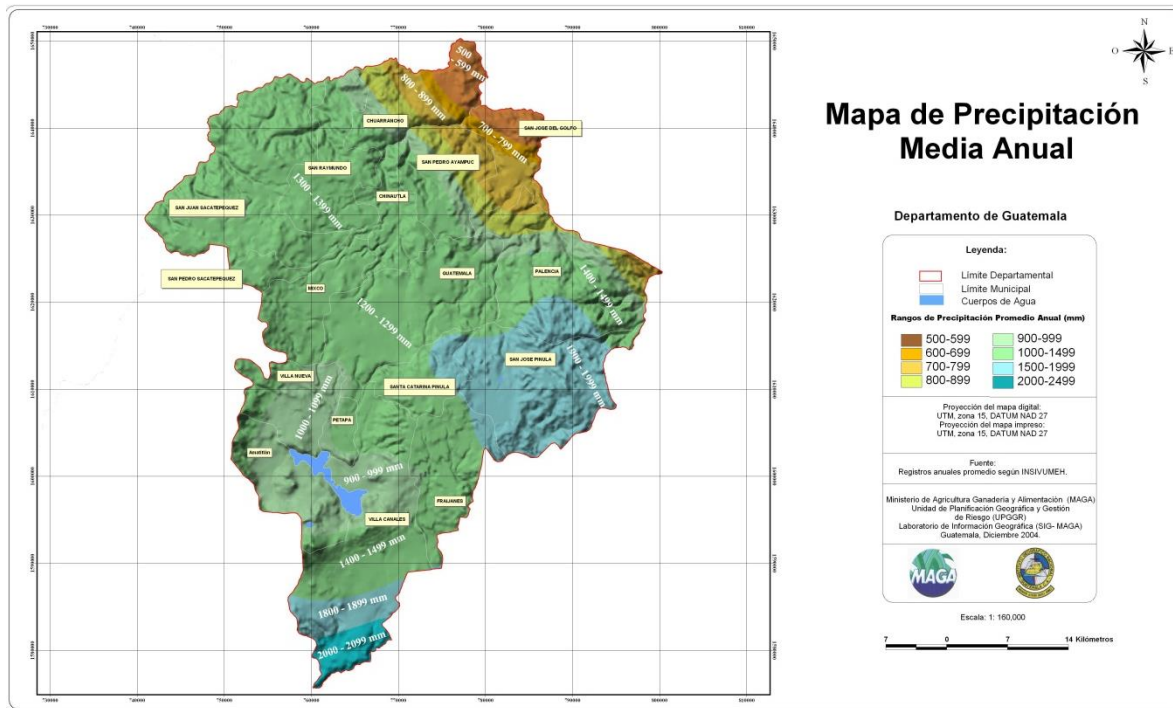 N
O
E
S
Mapa de Precipitación
Media Anual
Departamento de Guatemala
Leyenda:
Límite Departamental
Límite Municipal
Cuerpos de Agua
Rangos de Precipitación Promedio Anual (mm)
500-599
600-699
700-799
800-899
900-999
1000-1499
1500-1999
2000-2499
Proyección del mapa digital:
UTM, zona 15, DATUM NAD 27
Proyección del mapa impreso:
UTM, zona 15, DATUM NAD 27
Fuente:
Registros anuales promedio según INSIVUMEH.
Ministerio de Agricultura Ganadería y Alimentación (MAGA)
Unidad de Planificación Geográfica y Gestión
de Riesgo (UPGGR)
Laboratorio de Información Geográfica (SIG- MAGA)
Guatemala, Diciembre 2004.
MAGA
Escala: 1: 160,000
7 0 7 14 Kilómetros
500
- 599 mm
800 - 899 mm
700 - 799 mm
CHUARRANCHO
SAN JOSE DEL GOLFO
SAN PEDRO AYAMPUC
SAN RAYMUNDO
1300 - 1399 mm
CHINAUTLA
SAN JUAN SACATEPEQUEZ
SAN PEDRO SACATEPEQUEZ
GUATEMALA
PALENCIA
1400 - 1499 mm
MIXCO
1200 - 1299 mm
SAN JOSE PINULA
1900 - 1999 mm
VILLA NUEVA
SANTA CATARINA PINULA
1000 - 1099 mm
PETAPA
Amatitlán
900 - 999 mm
FRAIJANES
VILLA CANALES
1400 - 1499 mm
1800 - 1899 mm
2000 - 2099 mm